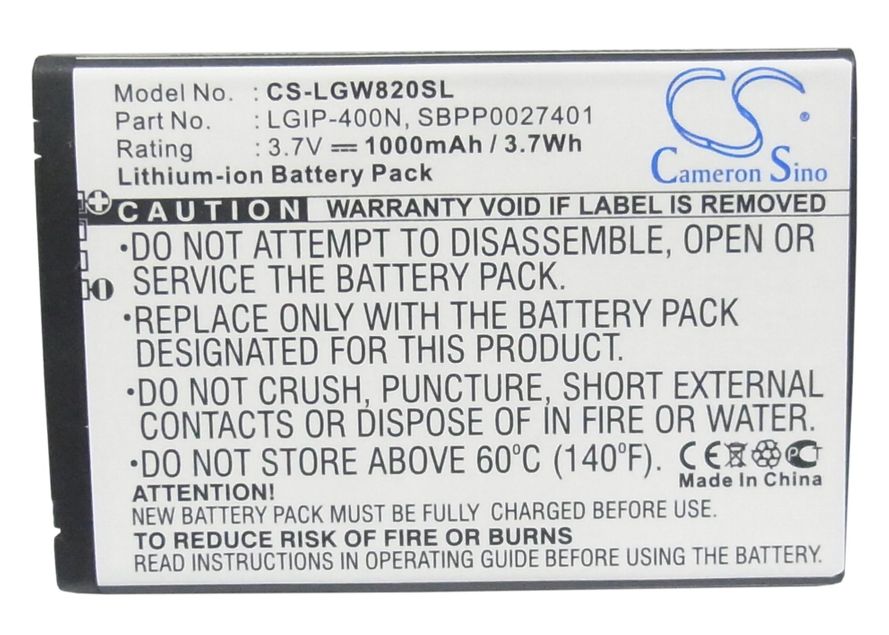 Model No. : CS-LGW820SL
Part No. : LGIP-400N, SBPP0027401
Rating : 3.7V 1000mAh / 3.7Wh
Lithium-ion Battery Pack
CS
Cameron Sino
CAUTION WARRANTY VOID IF LABEL IS REMOVED
•DO NOT ATTEMPT TO DISASSEMBLE, OPEN OR
SERVICE THE BATTERY PACK.
•REPLACE ONLY WITH THE BATTERY PACK
DESIGNATED FOR THIS PRODUCT.
•DO NOT CRUSH, PUNCTURE, SHORT EXTERNAL
CONTACTS OR DISPOSE OF IN FIRE OR WATER.
•DO NOT STORE ABOVE 60°C (140°F). CE
Made In China
ATTENTION!
NEW BATTERY PACK MUST BE FULLY CHARGED BEFORE USE.
TO REDUCE RISK OF FIRE OR BURNS
READ INSTRUCTIONS IN OPERATING GUIDE BEFORE USING THE BATTERY.